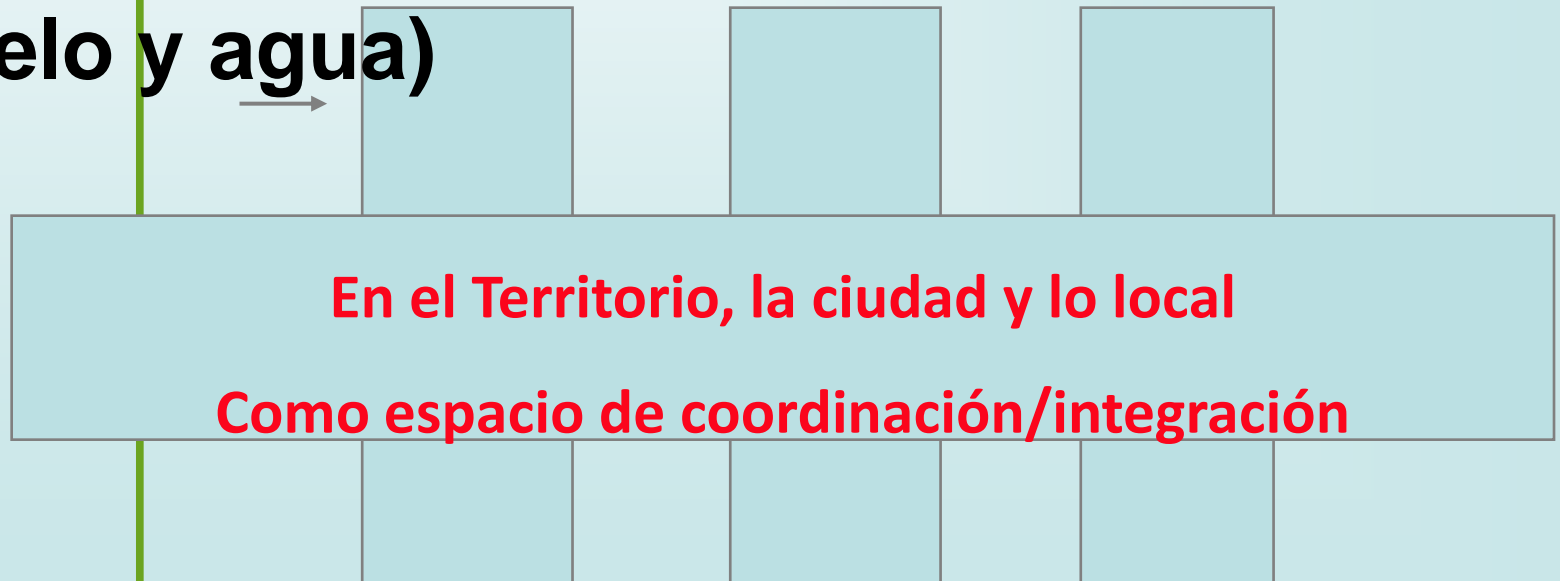 elo y agua)
En el Territorio, la ciudad y lo local
Como espacio de coordinación/integración